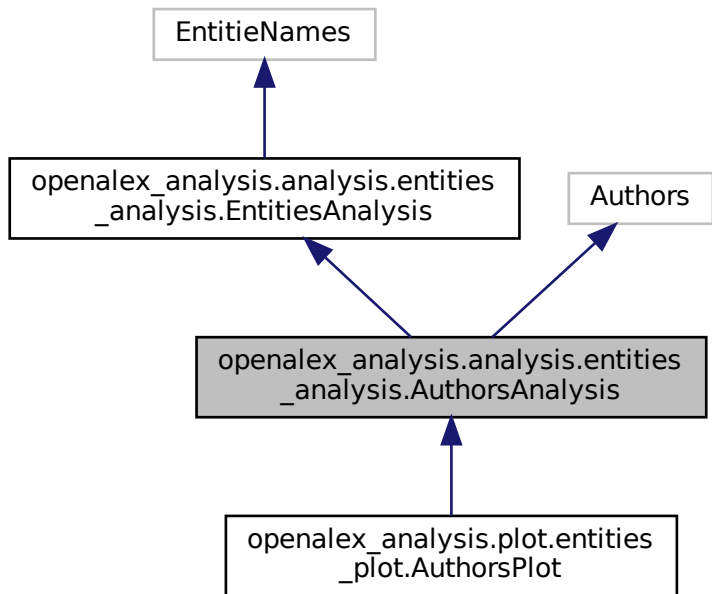 EntitieNames
openalex_analysis.analysis.entities
_analysis.EntitiesAnalysis
Authors
openalex_analysis.analysis.entities
_analysis.AuthorsAnalysis
openalex_analysis.plot.entities
_plot.AuthorsPlot